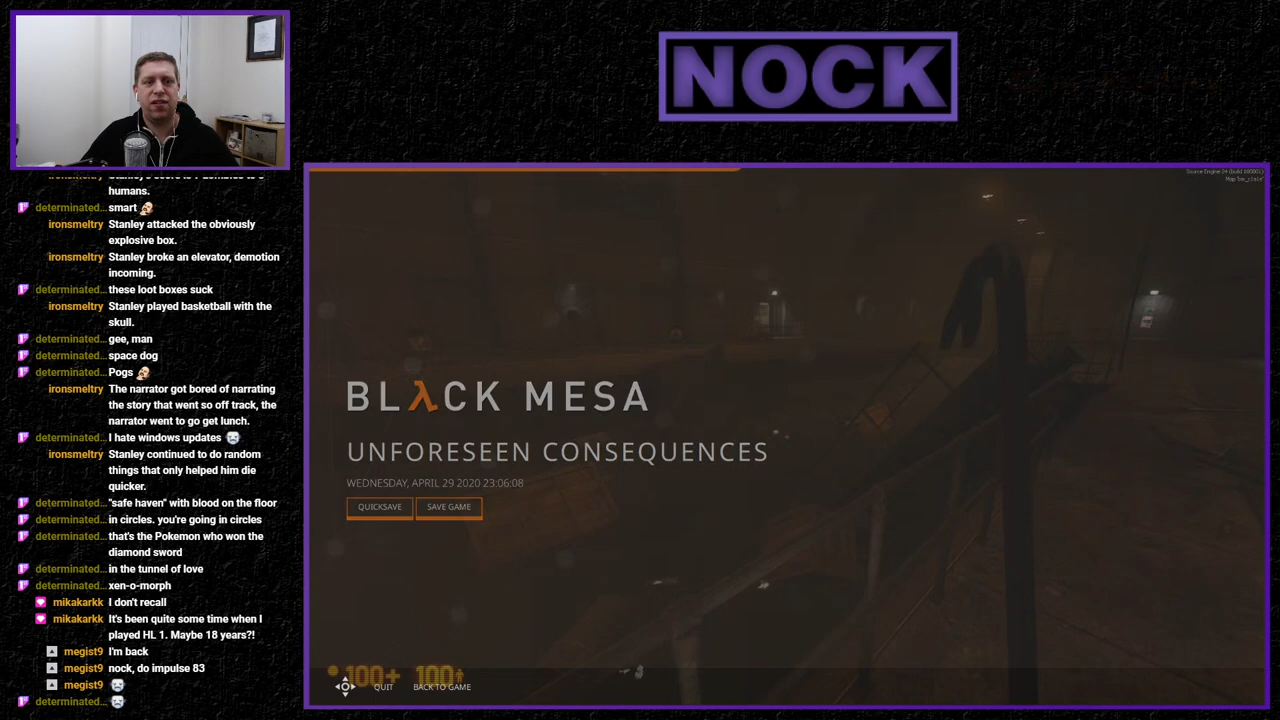 NOCK
humans.
determinated... smart
ironsmeltry Stanley attacked the obviously
explosive box.
ironsmeltry Stanley broke an elevator, demotion
incoming.
determinated... these loot boxes suck
ironsmeltry Stanley played basketball with the
skull.
determinated... gee, man
determinated... space dog
determinated... Pogs
ironsmeltry The narrator got bored of narrating
the story that went so off track, the
narrator went to go get lunch.
determinated... I hate windows updates
ironsmeltry Stanley continued to do random
things that only helped him die
quicker.
determinated... "safe haven" with blood on the floor
determinated... in circles. you're going in circles
determinated... that's the Pokemon who won the
diamond sword
determinated... in the tunnel of love
determinated... xen-o-morph
mikakarkk I don't recall
mikakarkk It's been quite some time when I
played HL 1. Maybe 18 years?!
megist9 I'm back
megist9 nock, do impulse 83
megist9
determinated...
BLλCK MESA
UNFORESEEN CONSEQUENCES
WEDNESDAY, APRIL 29 2020 23:06:08
QUICKSAVE SAVE GAME
100+ 100
QUIT BACK TO GAME